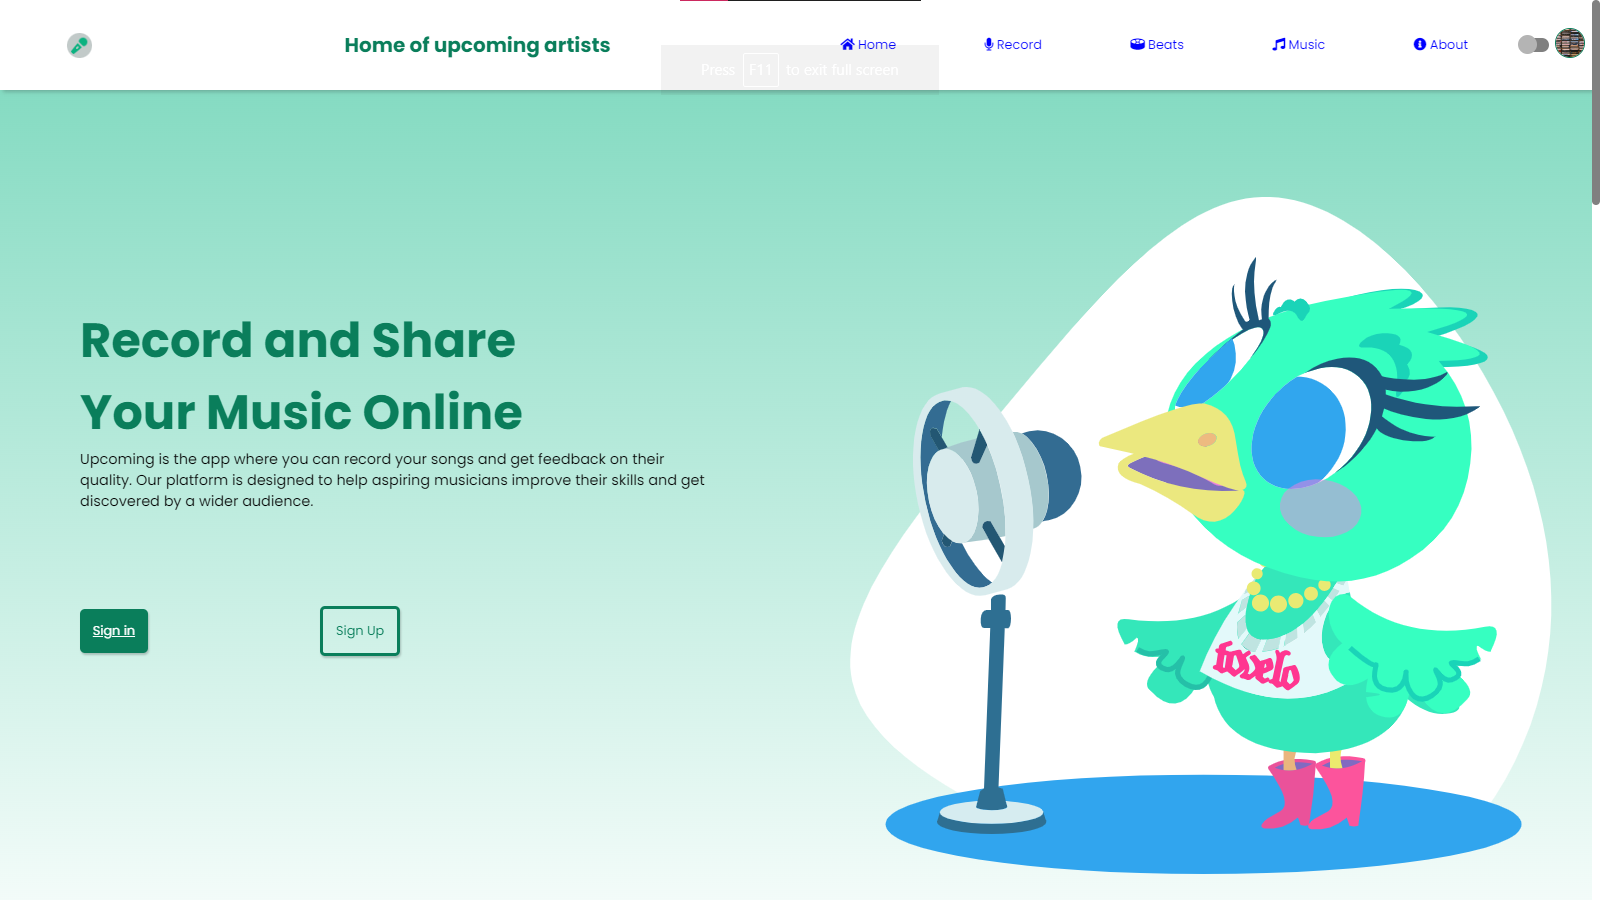 Home of upcoming artists
Home
Record
Beats
Music
About
Press F11 to exit full screen
Record and Share
Your Music Online
Upcoming is the app where you can record your songs and get feedback on their
quality. Our platform is designed to help aspiring musicians improve their skills and get
discovered by a wider audience.
Sign in
Sign Up
tovelo